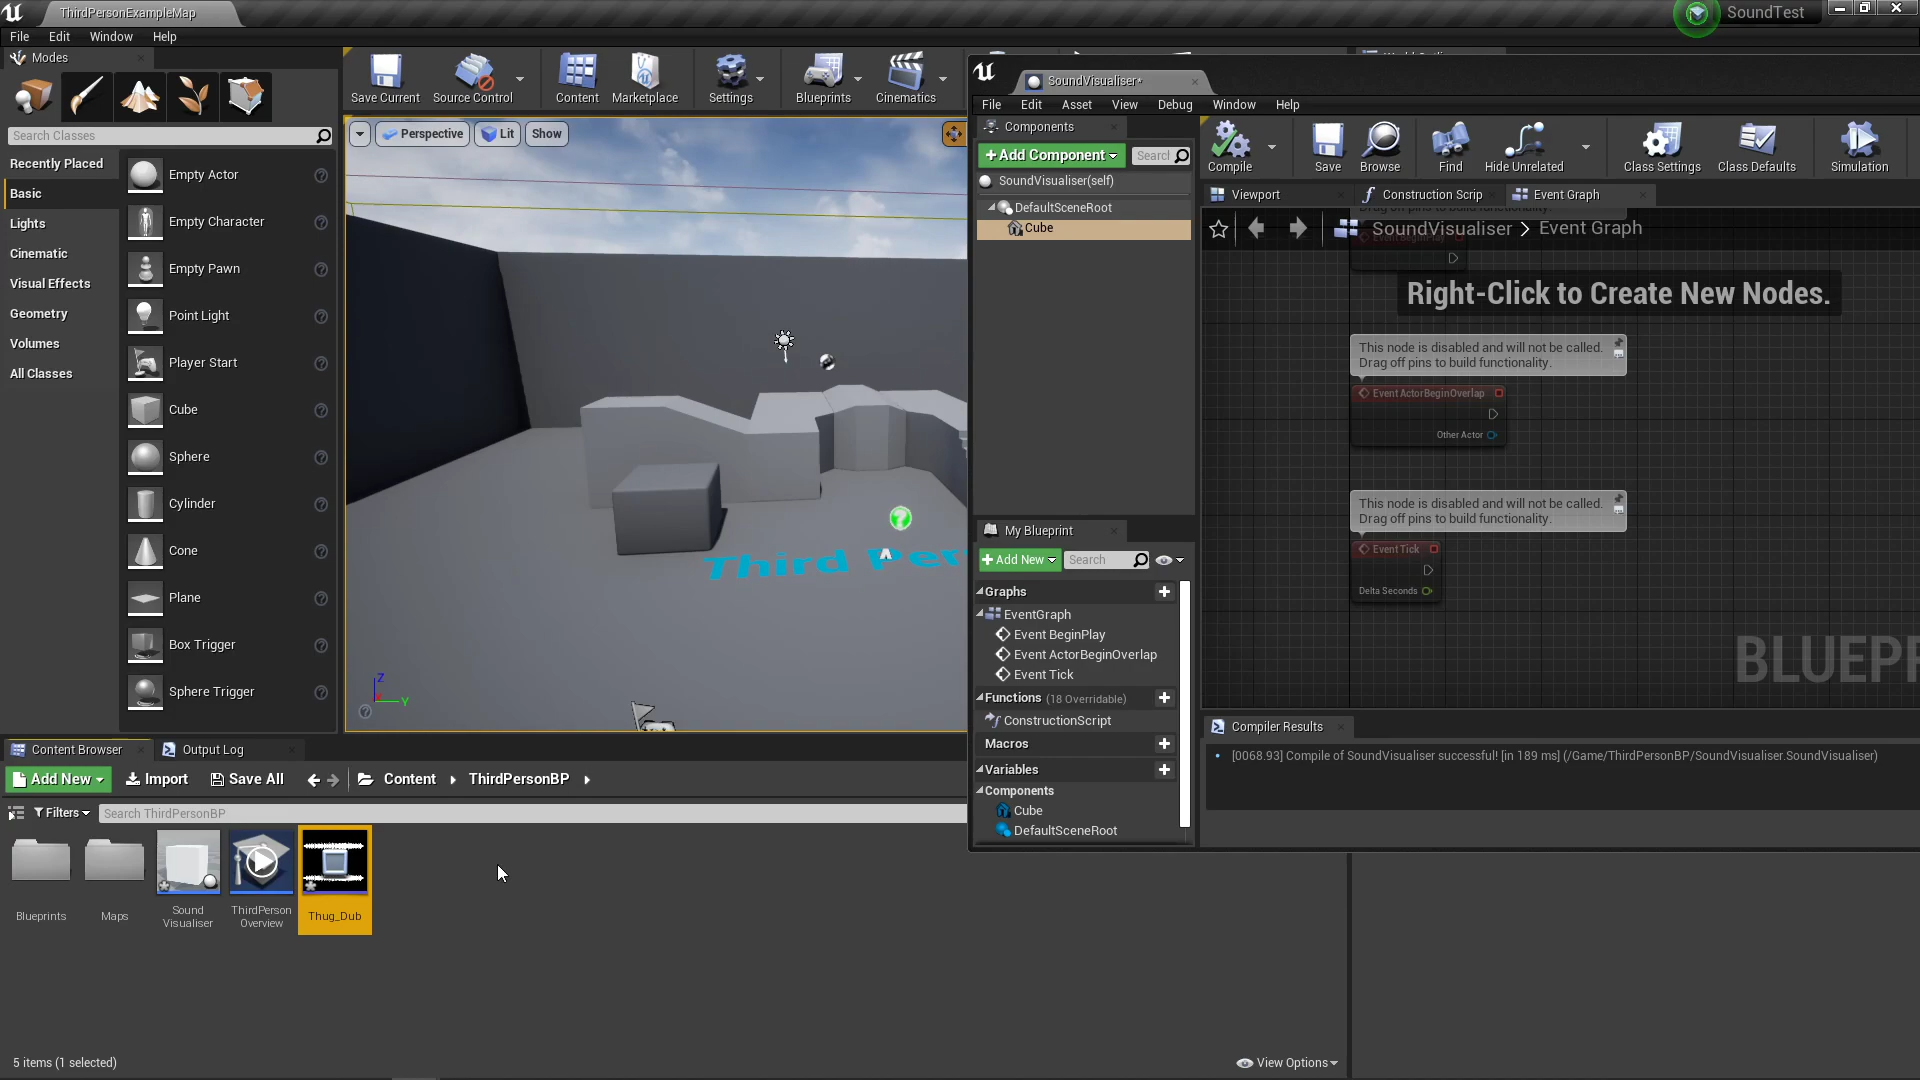 ThirdPersonExampleMap
SoundTest
File Edit Window Help
Modes
Search Classes
Recently Placed
Basic
Lights
Cinematic
Visual Effects
Geometry
Volumes
All Classes
Empty Actor
Empty Character
Empty Pawn
Point Light
Player Start
Cube
Sphere
Cylinder
Cone
Plane
Box Trigger
Sphere Trigger
Save Current
Source Control
Content
Marketplace
Settings
Blueprints
Cinematics
Perspective
Lit
Show
Third Per
Z
Y
SoundVisualiser*
File Edit Asset View Debug Window Help
Components
Add Component
Search
SoundVisualiser(self)
DefaultSceneRoot
Cube
My Blueprint
Add New
Search
Graphs
EventGraph
Event BeginPlay
Event ActorBeginOverlap
Event Tick
Functions (18 Overridable)
ConstructionScript
Macros
Variables
Components
Cube
DefaultSceneRoot
Compile
Save
Browse
Find
Hide Unrelated
Class Settings
Class Defaults
Simulation
Viewport
Construction Scrip
Event Graph
SoundVisualiser > Event Graph
Event BeginPlay
Right-Click to Create New Nodes.
This node is disabled and will not be called.
Drag off pins to build functionality.
Event ActorBeginOverlap
Other Actor
This node is disabled and will not be called.
Drag off pins to build functionality.
Event Tick
Delta Seconds
BLUEPR
Compiler Results
[0068.93] Compile of SoundVisualiser successful! [in 189 ms] (/Game/ThirdPersonBP/SoundVisualiser.SoundVisualiser)
Content Browser
Output Log
Add New
Import
Save All
Content
ThirdPersonBP
Filters
Search ThirdPersonBP
Blueprints
Maps
Sound
Visualiser
ThirdPerson
Overview
Thug_Dub
5 items (1 selected)
View Options